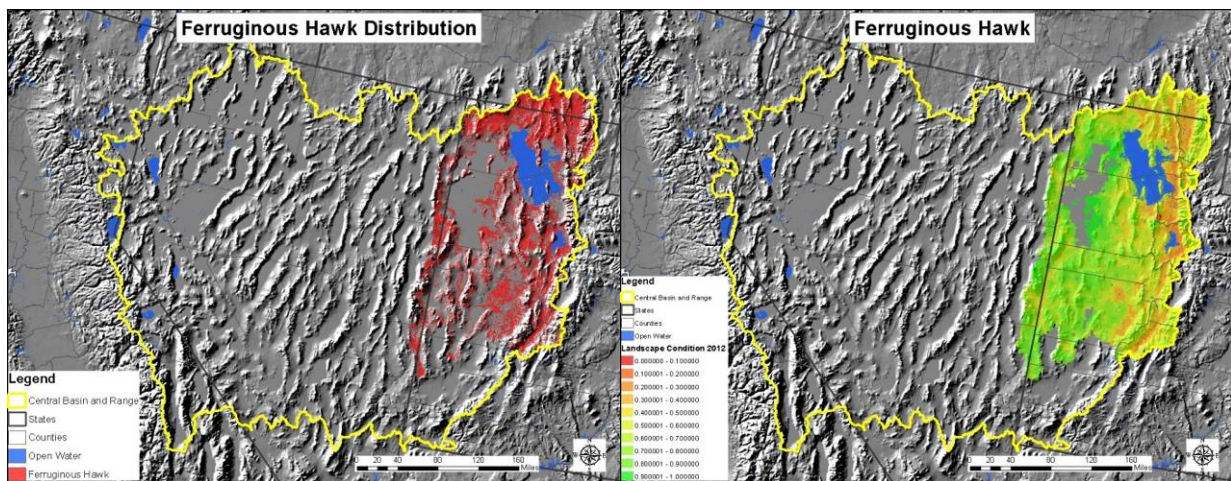 Ferruginous Hawk Distribution
Legend
Central Basin and Range
States
Counties
Open Water
Ferruginous Hawk
0 20 40 80 120 160
Miles
Ferruginous Hawk
Legend
Central Basin and Range
States
Counties
Open Water
Landscape Condition 2012
0.000000 - 0.100000
0.100001 - 0.200000
0.200001 - 0.300000
0.300001 - 0.400000
0.400001 - 0.500000
0.500001 - 0.600000
0.600001 - 0.700000
0.700001 - 0.800000
0.800001 - 0.900000
0.900001 - 1.000000
0 20 40 80 120 160
Miles